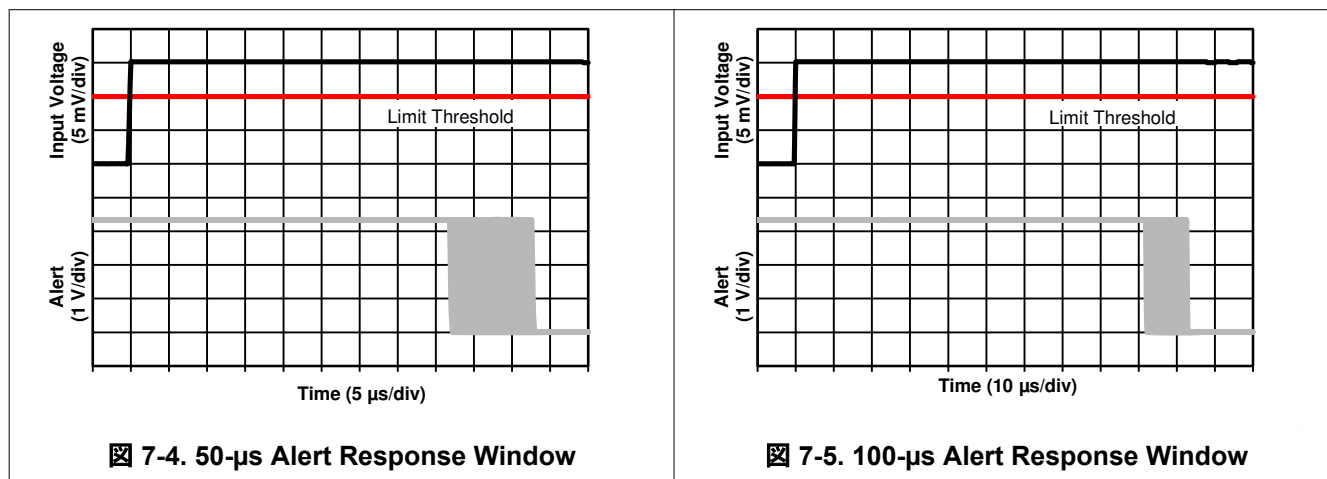 Input Voltage
(5 mV/div)
Limit Threshold
Alert
(1 V/div)
Time (5 µs/div)
図 7-4. 50-µs Alert Response Window
Input Voltage
(5 mV/div)
Limit Threshold
Alert
(1 V/div)
Time (10 µs/div)
図 7-5. 100-µs Alert Response Window